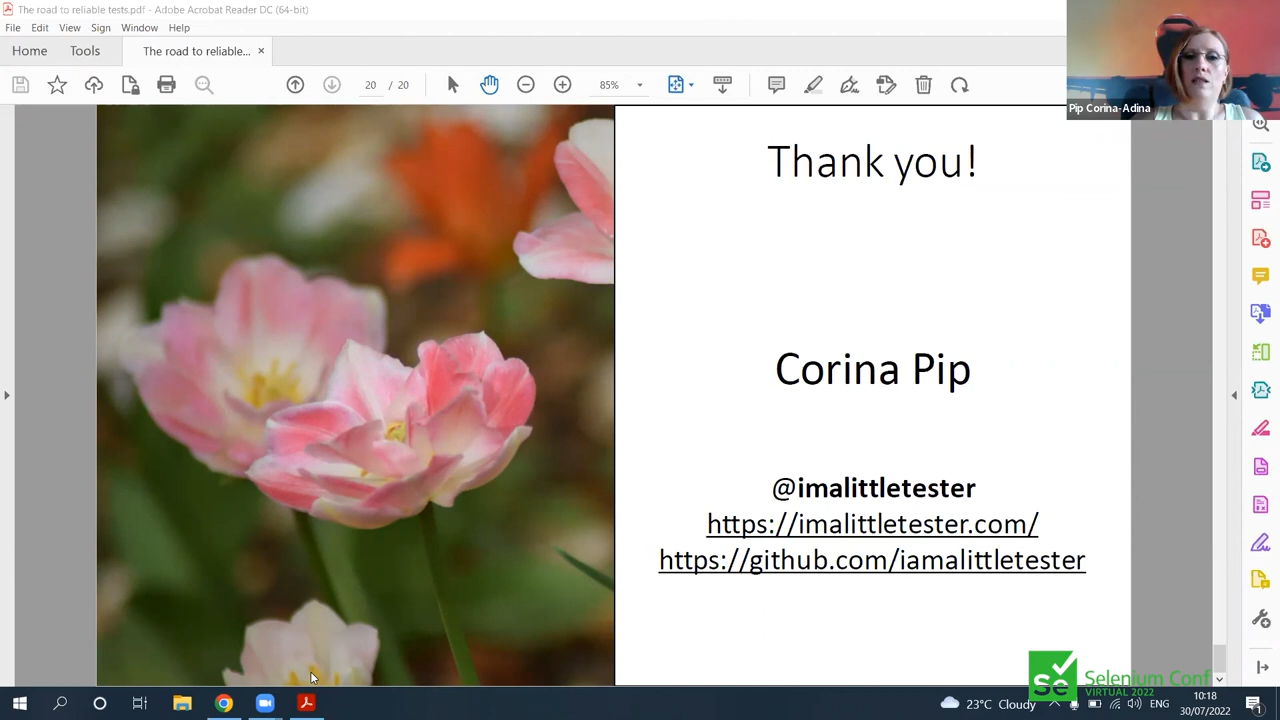 The road to reliable tests.pdf - Adobe Acrobat Reader DC (64-bit)
File Edit View Sign Window Help
Home Tools The road to reliable... ×
20 / 20 85%
Pip Corina-Adina
Thank you!
Corina Pip
@imalittletester
https://imalittletester.com/
https://github.com/iamalittletester
Se Selenium Conf
VIRTUAL 2022
23°C Cloudy ENG 10:18
30/07/2022 1